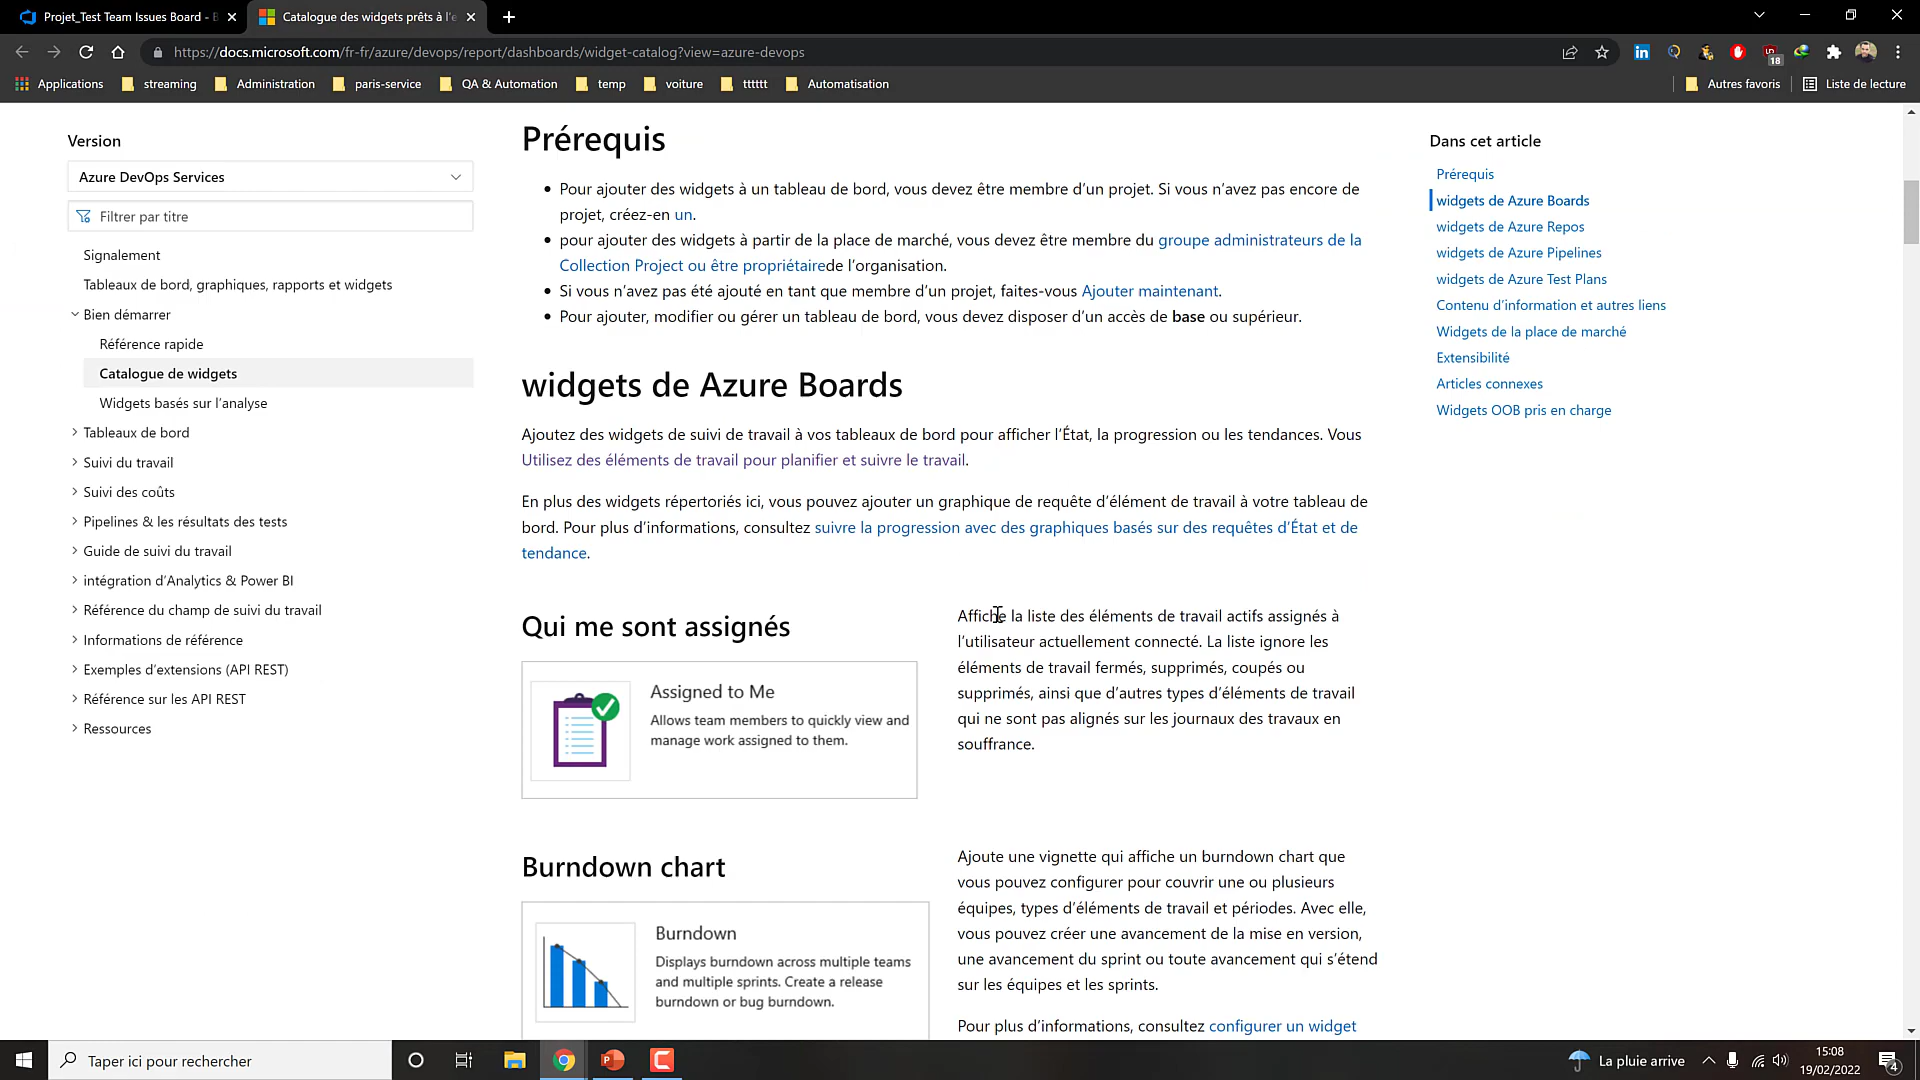 Projet_Test Team Issues Board -
Catalogue des widgets prêts à l'e
https://docs.microsoft.com/fr-fr/azure/devops/report/dashboards/widget-catalog?view=azure-devops
18
Applications
streaming
Administration
paris-service
QA & Automation
temp
voiture
tttttt
Automatisation
Autres favoris
Liste de lecture
Version
Azure DevOps Services
Filtrer par titre
Signalement
Tableaux de bord, graphiques, rapports et widgets
Bien démarrer
Référence rapide
Catalogue de widgets
Widgets basés sur l'analyse
Tableaux de bord
Suivi du travail
Suivi des coûts
Pipelines & les résultats des tests
Guide de suivi du travail
intégration d'Analytics & Power BI
Référence du champ de suivi du travail
Informations de référence
Exemples d'extensions (API REST)
Référence sur les API REST
Ressources
Prérequis
• Pour ajouter des widgets à un tableau de bord, vous devez être membre d'un projet. Si vous n'avez pas encore de
projet, créez-en un.
• pour ajouter des widgets à partir de la place de marché, vous devez être membre du groupe administrateurs de la
Collection Project ou être propriétairede l'organisation.
• Si vous n'avez pas été ajouté en tant que membre d'un projet, faites-vous Ajouter maintenant.
• Pour ajouter, modifier ou gérer un tableau de bord, vous devez disposer d'un accès de base ou supérieur.
widgets de Azure Boards
Ajoutez des widgets de suivi de travail à vos tableaux de bord pour afficher l'État, la progression ou les tendances. Vous
Utilisez des éléments de travail pour planifier et suivre le travail.
En plus des widgets répertoriés ici, vous pouvez ajouter un graphique de requête d'élément de travail à votre tableau de
bord. Pour plus d'informations, consultez suivre la progression avec des graphiques basés sur des requêtes d'État et de
tendance.
Qui me sont assignés
Assigned to Me
Allows team members to quickly view and
manage work assigned to them.
Affiche la liste des éléments de travail actifs assignés à
l'utilisateur actuellement connecté. La liste ignore les
éléments de travail fermés, supprimés, coupés ou
supprimés, ainsi que d'autres types d'éléments de travail
qui ne sont pas alignés sur les journaux des travaux en
souffrance.
Burndown chart
Burndown
Displays burndown across multiple teams
and multiple sprints. Create a release
burndown or bug burndown.
Ajoute une vignette qui affiche un burndown chart que
vous pouvez configurer pour couvrir une ou plusieurs
équipes, types d'éléments de travail et périodes. Avec elle,
vous pouvez créer une avancement de la mise en version,
une avancement du sprint ou toute avancement qui s'étend
sur les équipes et les sprints.
Pour plus d'informations, consultez configurer un widget
Dans cet article
Prérequis
widgets de Azure Boards
widgets de Azure Repos
widgets de Azure Pipelines
widgets de Azure Test Plans
Contenu d'information et autres liens
Widgets de la place de marché
Extensibilité
Articles connexes
Widgets OOB pris en charge
Taper ici pour rechercher
La pluie arrive
15:08
19/02/2022
4